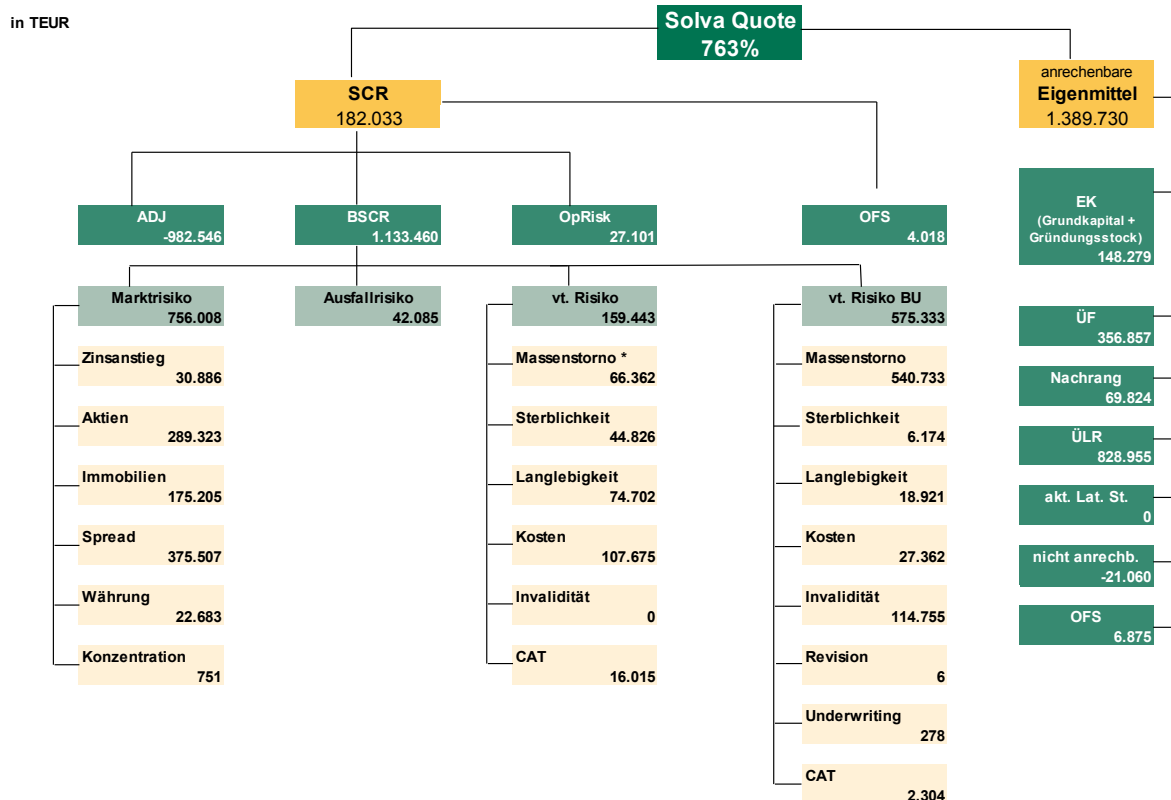 in TEUR
Solva Quote
763%
SCR
182.033
anrechenbare
Eigenmittel
1.389.730
ADJ
-982.546
BSCR
1.133.460
OpRisk
27.101
OFS
4.018
EK
(Grundkapital +
Gründungsstock)
148.279
Marktrisiko
756.008
Ausfallrisiko
42.085
vt. Risiko
159.443
vt. Risiko BU
575.333
Zinsanstieg
30.886
Aktien
289.323
Immobilien
175.205
Spread
375.507
Währung
22.683
Konzentration
751
Massenstorno *
66.362
Sterblichkeit
44.826
Langlebigkeit
74.702
Kosten
107.675
Invalidität
0
CAT
16.015
Massenstorno
540.733
Sterblichkeit
6.174
Langlebigkeit
18.921
Kosten
27.362
Invalidität
114.755
Revision
6
Underwriting
278
CAT
2.304
ÜF
356.857
Nachrang
69.824
ÜLR
828.955
akt. Lat. St.
0
nicht anrechb.
-21.060
OFS
6.875